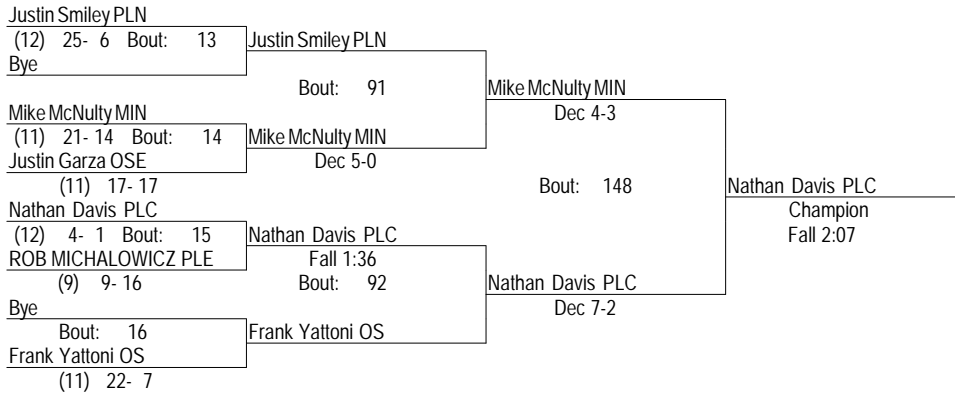 Justin Smiley PLN
(12) 25- 6 Bout: 13
Bye
Justin Smiley PLN
Bout: 91
Mike McNulty MIN
(11) 21- 14 Bout: 14
Justin Garza OSE
(11) 17- 17
Mike McNulty MIN
Dec 5-0
Mike McNulty MIN
Dec 4-3
Bout: 148
Nathan Davis PLC
(12) 4- 1 Bout: 15
ROB MICHALOWICZ PLE
(9) 9- 16
Nathan Davis PLC
Fall 1:36
Bout: 92
Bye
Bout: 16
Frank Yattoni OS
(11) 22- 7
Frank Yattoni OS
Nathan Davis PLC
Dec 7-2
Nathan Davis PLC
Champion
Fall 2:07